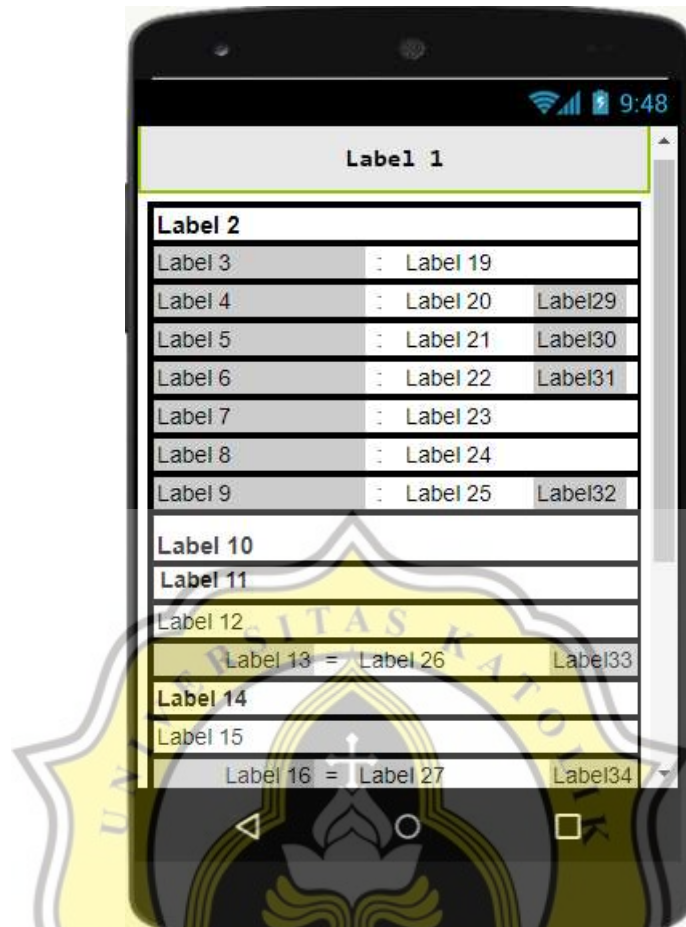 9:48
Label 1
Label 2
Label 3 : Label 19
Label 4 : Label 20 Label29
Label 5 : Label 21 Label30
Label 6 : Label 22 Label31
Label 7 : Label 23
Label 8 : Label 24
Label 9 : Label 25 Label32
Label 10
Label 11
Label 12
Label 13 = Label 26 Label33
Label 14
Label 15
Label 16 = Label 27 Label34
UNIVERSITAS KATOLIK